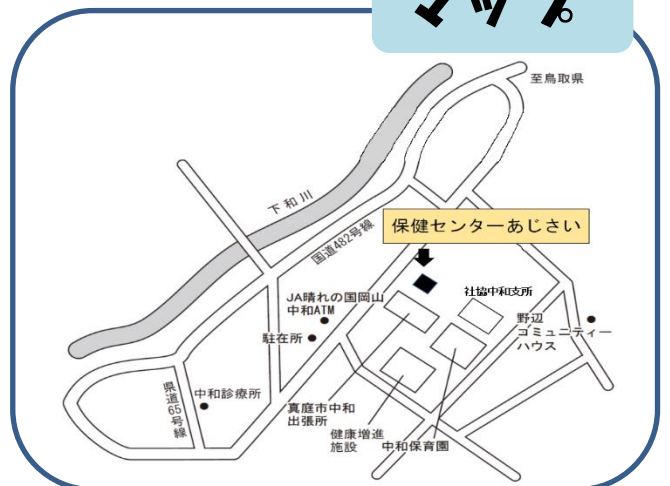 マップ
至鳥取県
下和川
国道482号線
保健センターあじさい
社協中和支所
JA晴れの国岡山
中和ATM
野辺
コミュニティー
ハウス
駐在所
県道
65号
線
中和診療所
真庭市中和
出張所
健康増進
施設
中和保育園